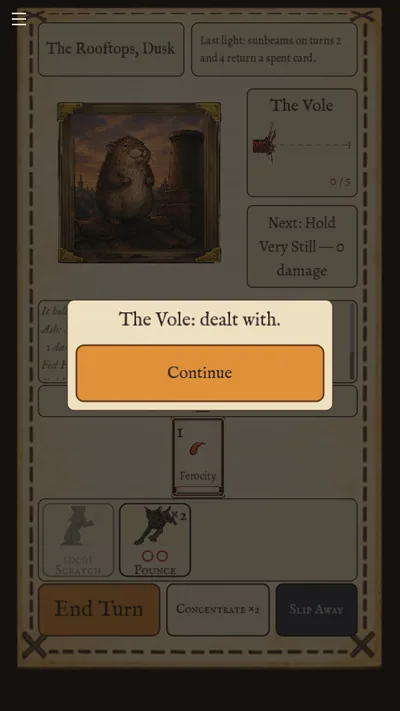 The Rooftops, Dusk
Last light: sunbeams on turns 2
and 4 return a spent card.
The Vole
0 / 5
Next: Hold
Very Still — 0
damage
The Vole: dealt with.
Continue
1
Ferocity
×2
Scratch
Pounce
End Turn
Concentrate ×2
Slip Away